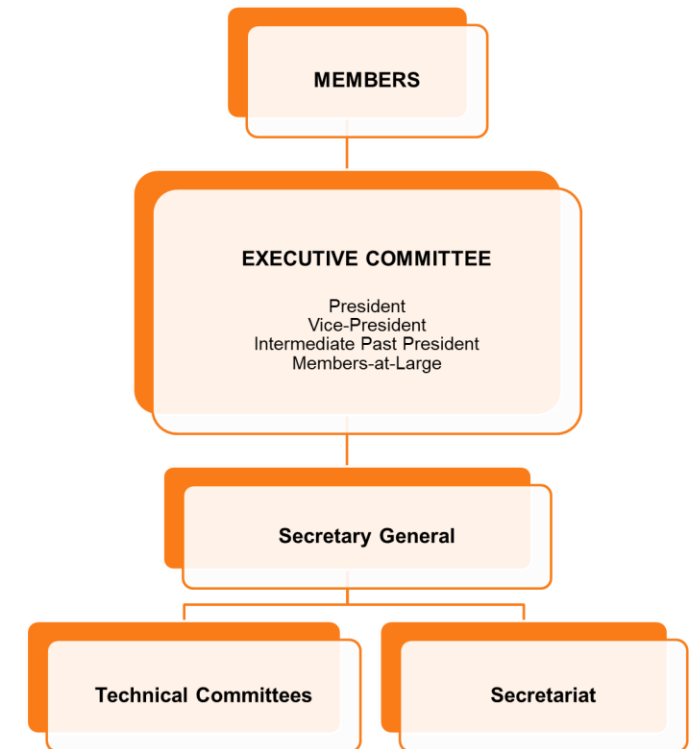 MEMBERS
EXECUTIVE COMMITTEE
President
Vice-President
Intermediate Past President
Members-at-Large
Secretary General
Technical Committees
Secretariat